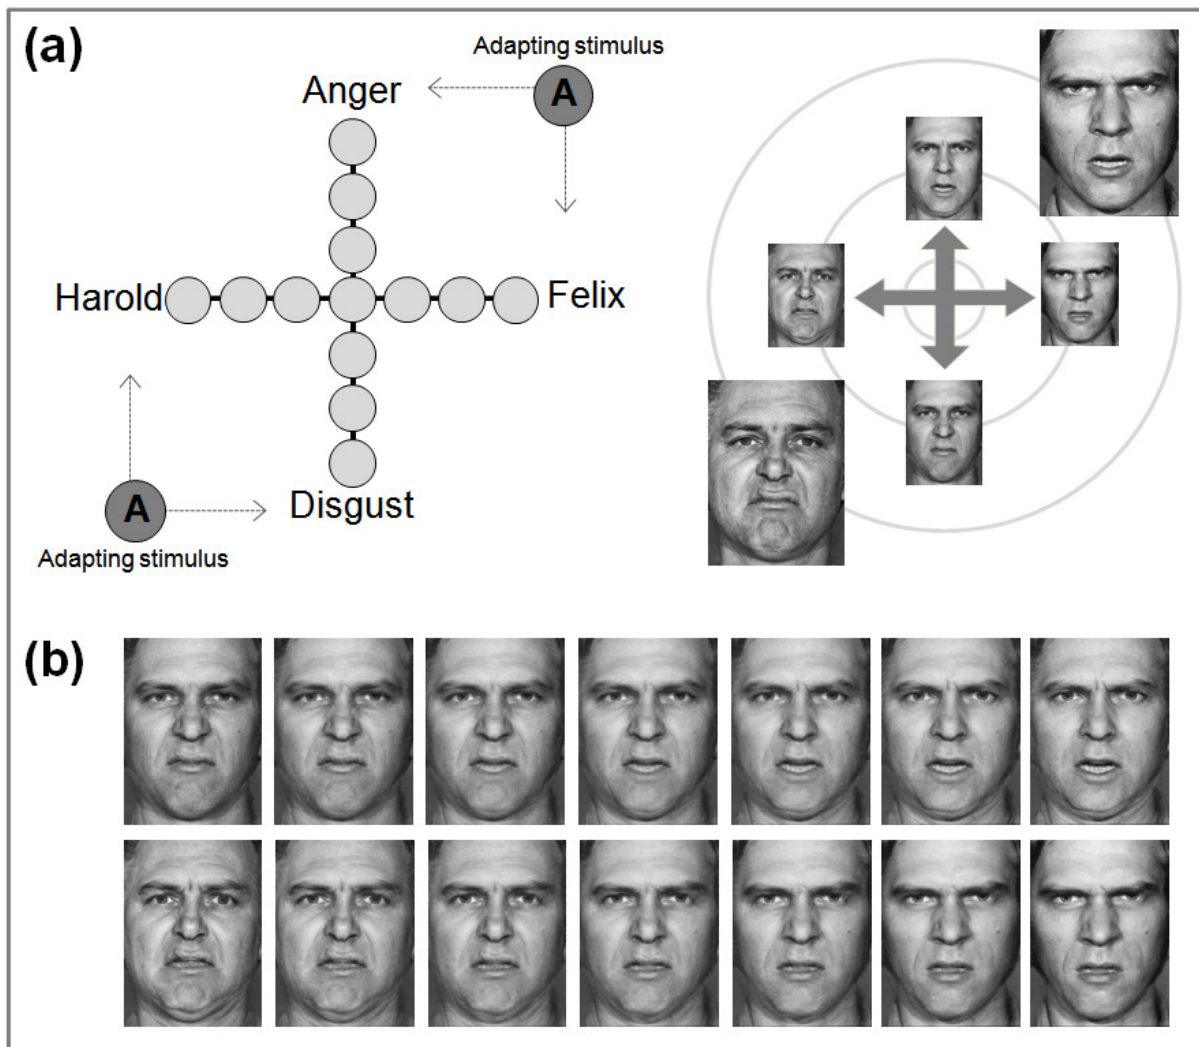 (a)
Adapting stimulus
A
Anger
Harold
Felix
A
Disgust
Adapting stimulus
(b)